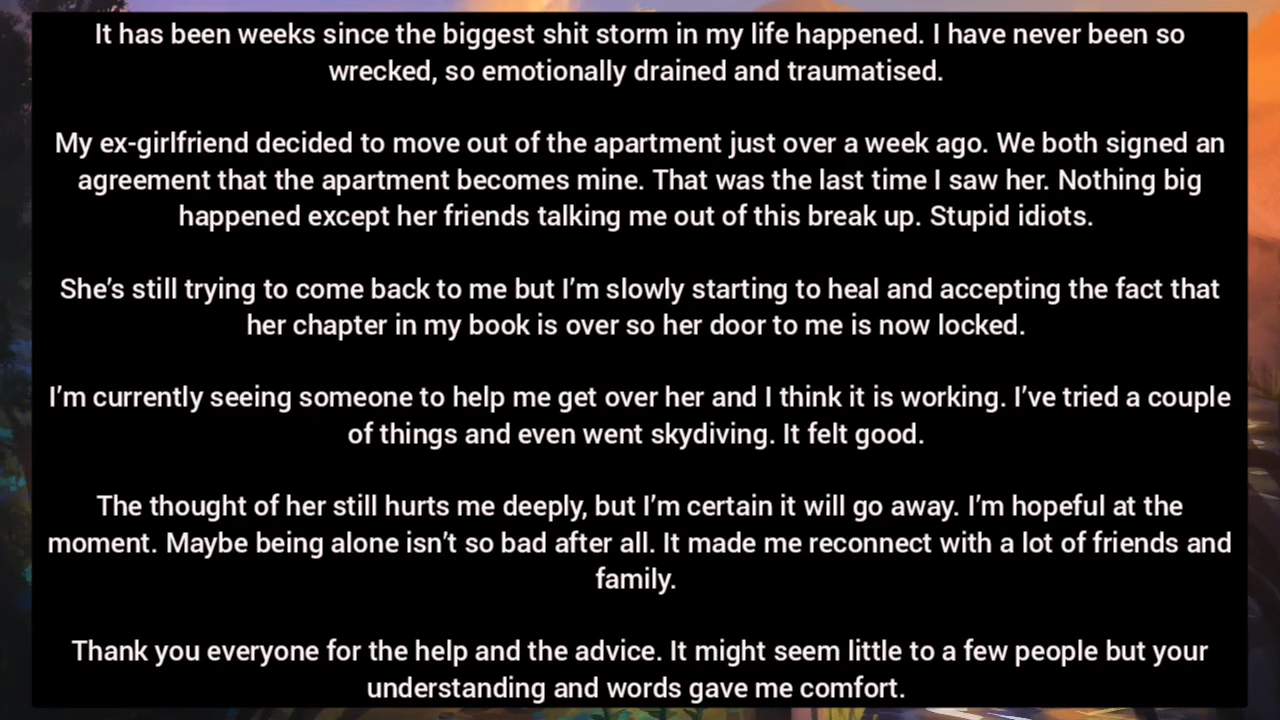 It has been weeks since the biggest shit storm in my life happened. I have never been so
wrecked, so emotionally drained and traumatised.
My ex-girlfriend decided to move out of the apartment just over a week ago. We both signed an
agreement that the apartment becomes mine. That was the last time I saw her. Nothing big
happened except her friends talking me out of this break up. Stupid idiots.
She’s still trying to come back to me but I’m slowly starting to heal and accepting the fact that
her chapter in my book is over so her door to me is now locked.
I’m currently seeing someone to help me get over her and I think it is working. I’ve tried a couple
of things and even went skydiving. It felt good.
The thought of her still hurts me deeply, but I’m certain it will go away. I’m hopeful at the
moment. Maybe being alone isn’t so bad after all. It made me reconnect with a lot of friends and
family.
Thank you everyone for the help and the advice. It might seem little to a few people but your
understanding and words gave me comfort.